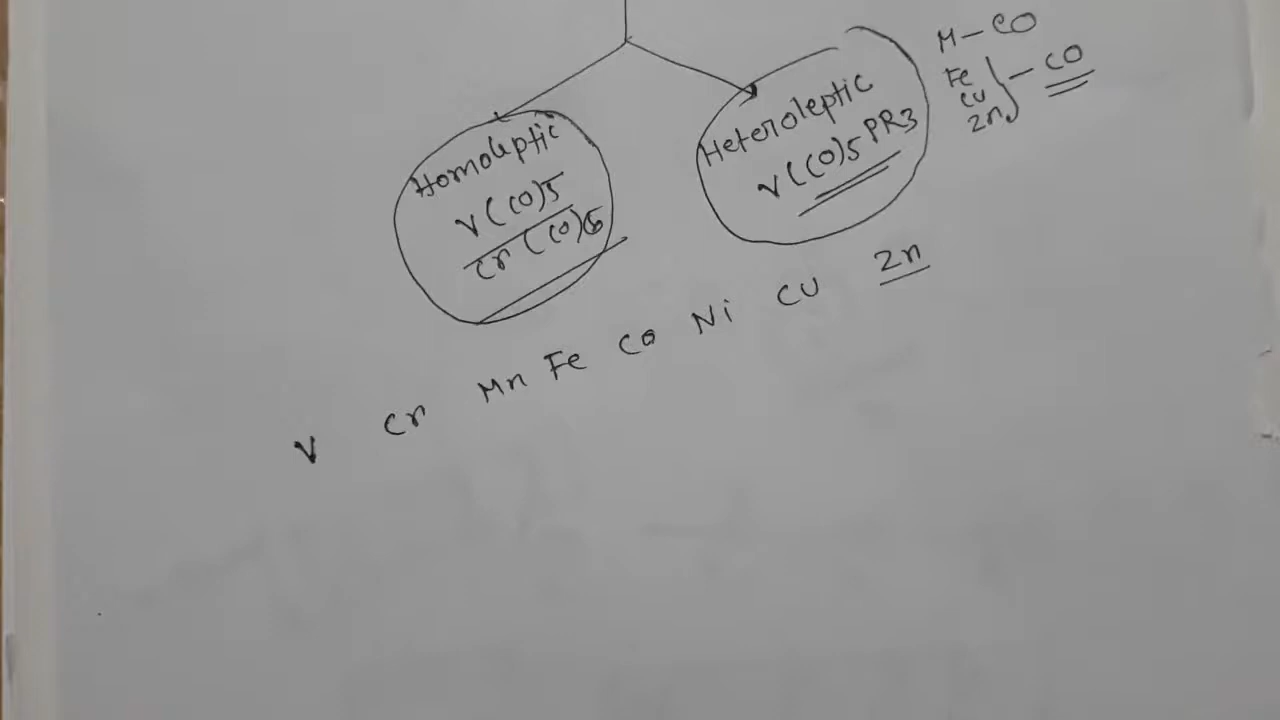 Homoleptic
V(CO)5
Cr(CO)6
Heteroleptic
V(CO)5PR3
M-CO
Fe
Cu
Zn
-CO
V Cr Mn Fe Co Ni Cu Zn